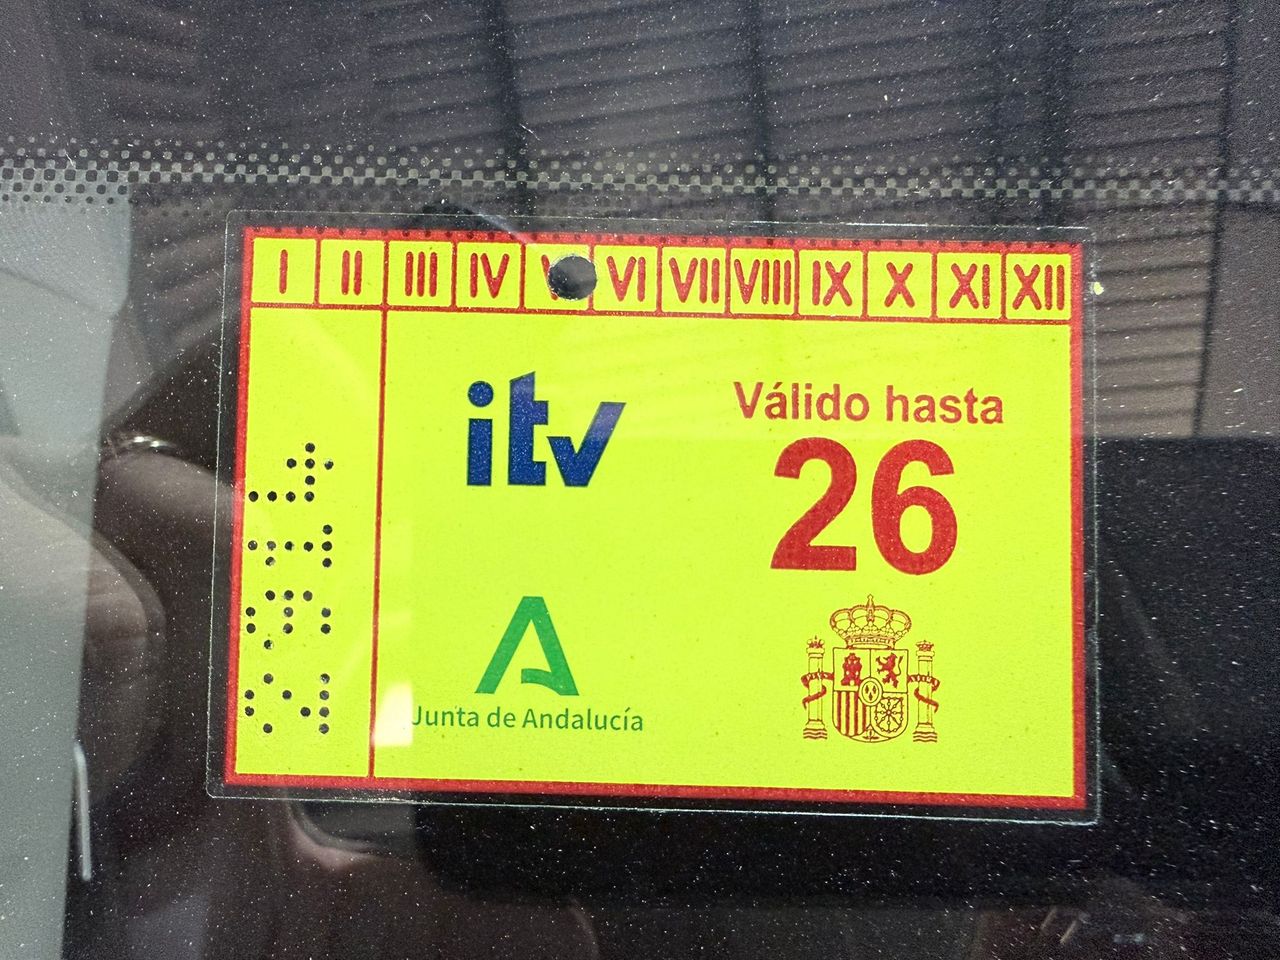 I II III IV V VI VII VIII IX X XI XII
itv
Válido hasta
26
Junta de Andalucía